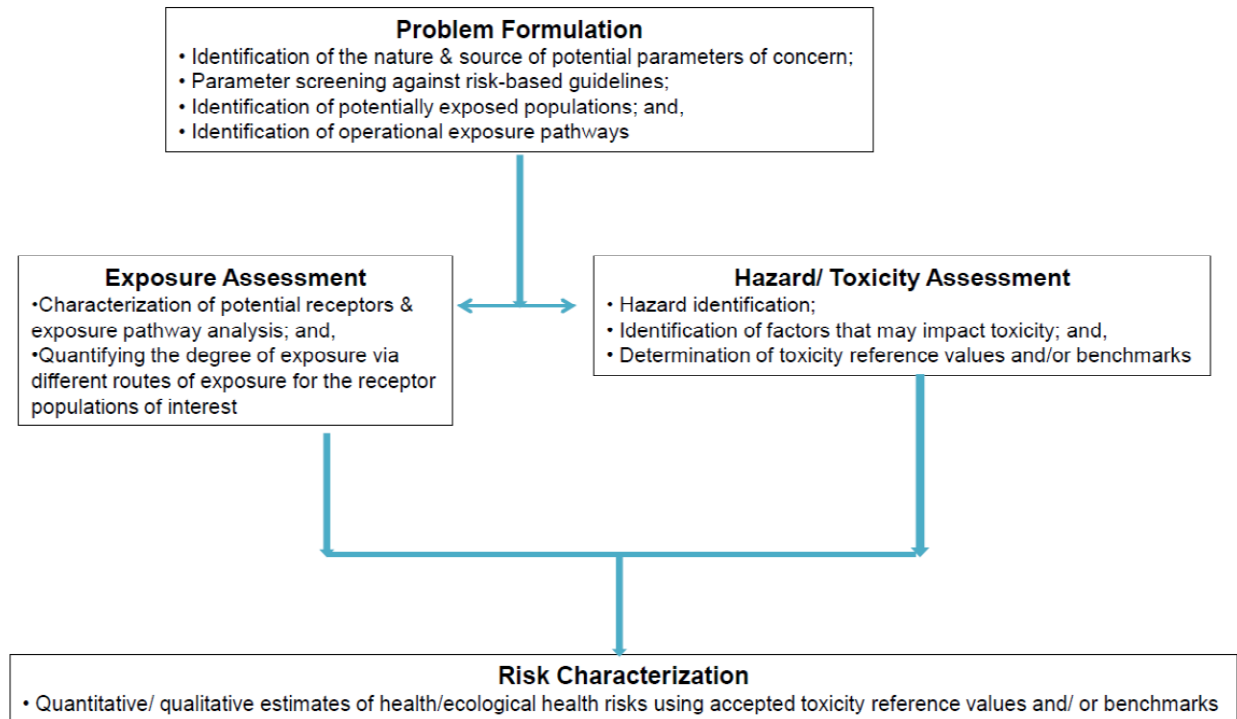 Problem Formulation
• Identification of the nature & source of potential parameters of concern;
• Parameter screening against risk-based guidelines;
• Identification of potentially exposed populations; and,
• Identification of operational exposure pathways
Exposure Assessment
•Characterization of potential receptors &
exposure pathway analysis; and,
•Quantifying the degree of exposure via
different routes of exposure for the receptor
populations of interest
Hazard/ Toxicity Assessment
• Hazard identification;
• Identification of factors that may impact toxicity; and,
• Determination of toxicity reference values and/or benchmarks
Risk Characterization
• Quantitative/ qualitative estimates of health/ecological health risks using accepted toxicity reference values and/ or benchmarks